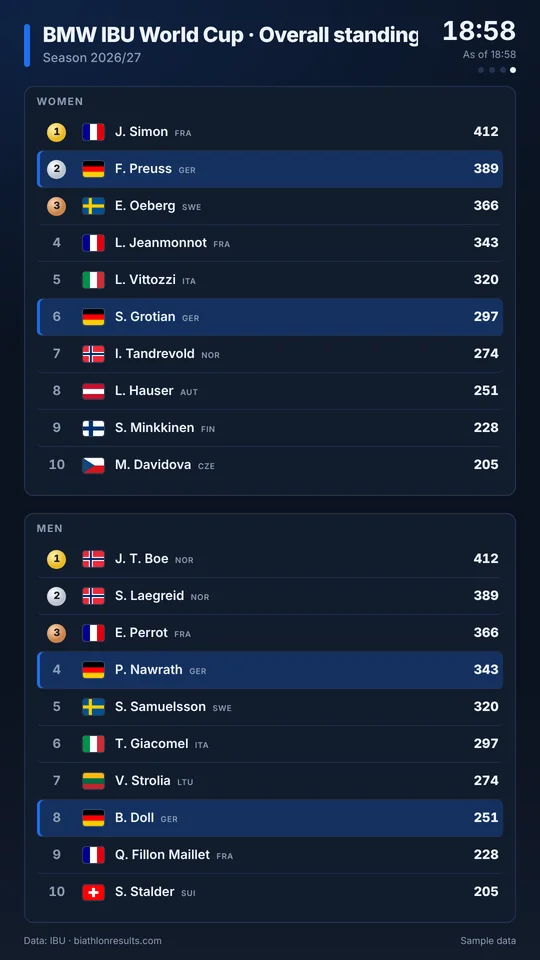 BMW IBU World Cup · Overall standing
18:58
Season 2026/27
As of 18:58
WOMEN
1 J. Simon FRA 412
2 F. Preuss GER 389
3 E. Oeberg SWE 366
4 L. Jeanmonnot FRA 343
5 L. Vittozzi ITA 320
6 S. Grotian GER 297
7 I. Tandrevold NOR 274
8 L. Hauser AUT 251
9 S. Minkkinen FIN 228
10 M. Davidova CZE 205
MEN
1 J. T. Boe NOR 412
2 S. Laegreid NOR 389
3 E. Perrot FRA 366
4 P. Nawrath GER 343
5 S. Samuelsson SWE 320
6 T. Giacomel ITA 297
7 V. Strolia LTU 274
8 B. Doll GER 251
9 Q. Fillon Maillet FRA 228
10 S. Stalder SUI 205
Data: IBU · biathlonresults.com
Sample data